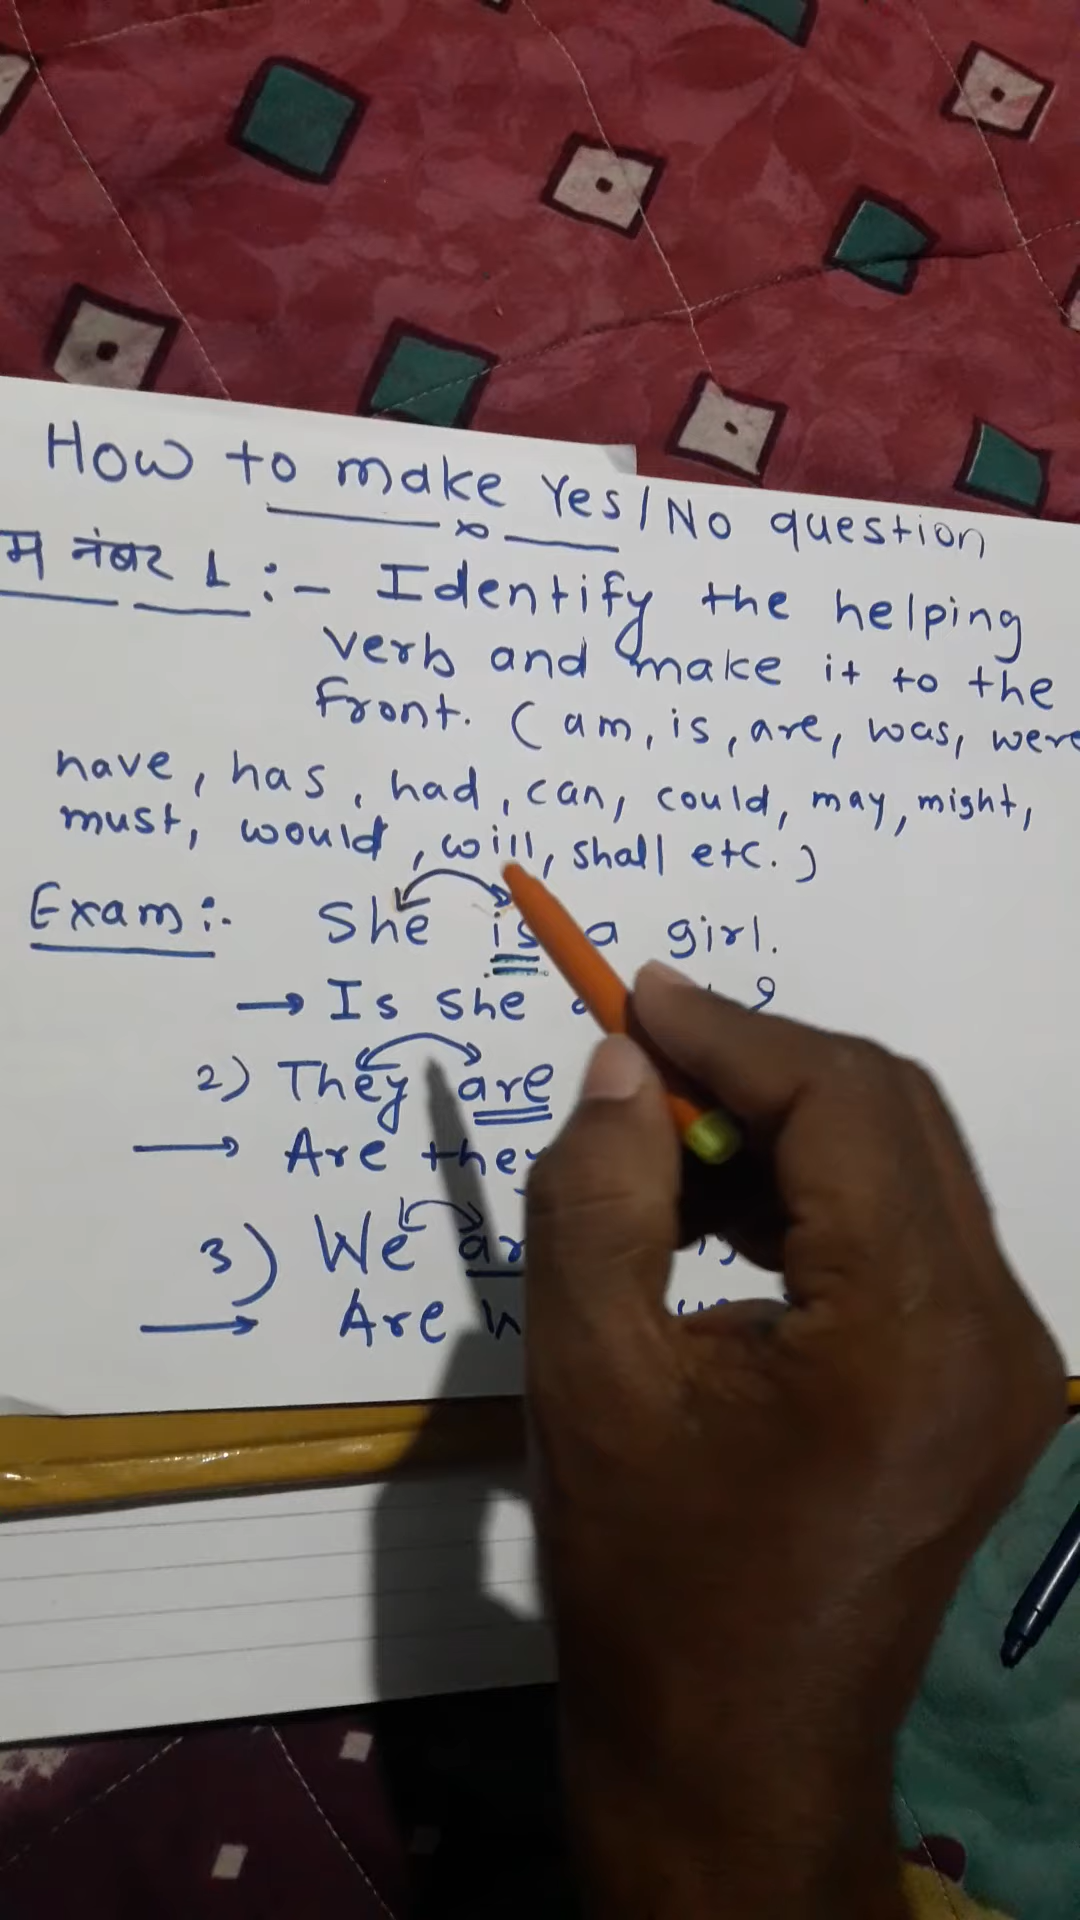 How to make Yes/No question
म नंबर 1 :- Identify the helping
verb and make it to the
front. ( am, is, are, was, were
have, has, had, can, could, may, might,
must, would, will, shall etc.)
Exam:- She is a girl.
→ Is she
2) They are
→ Are they
3) We
→ Are